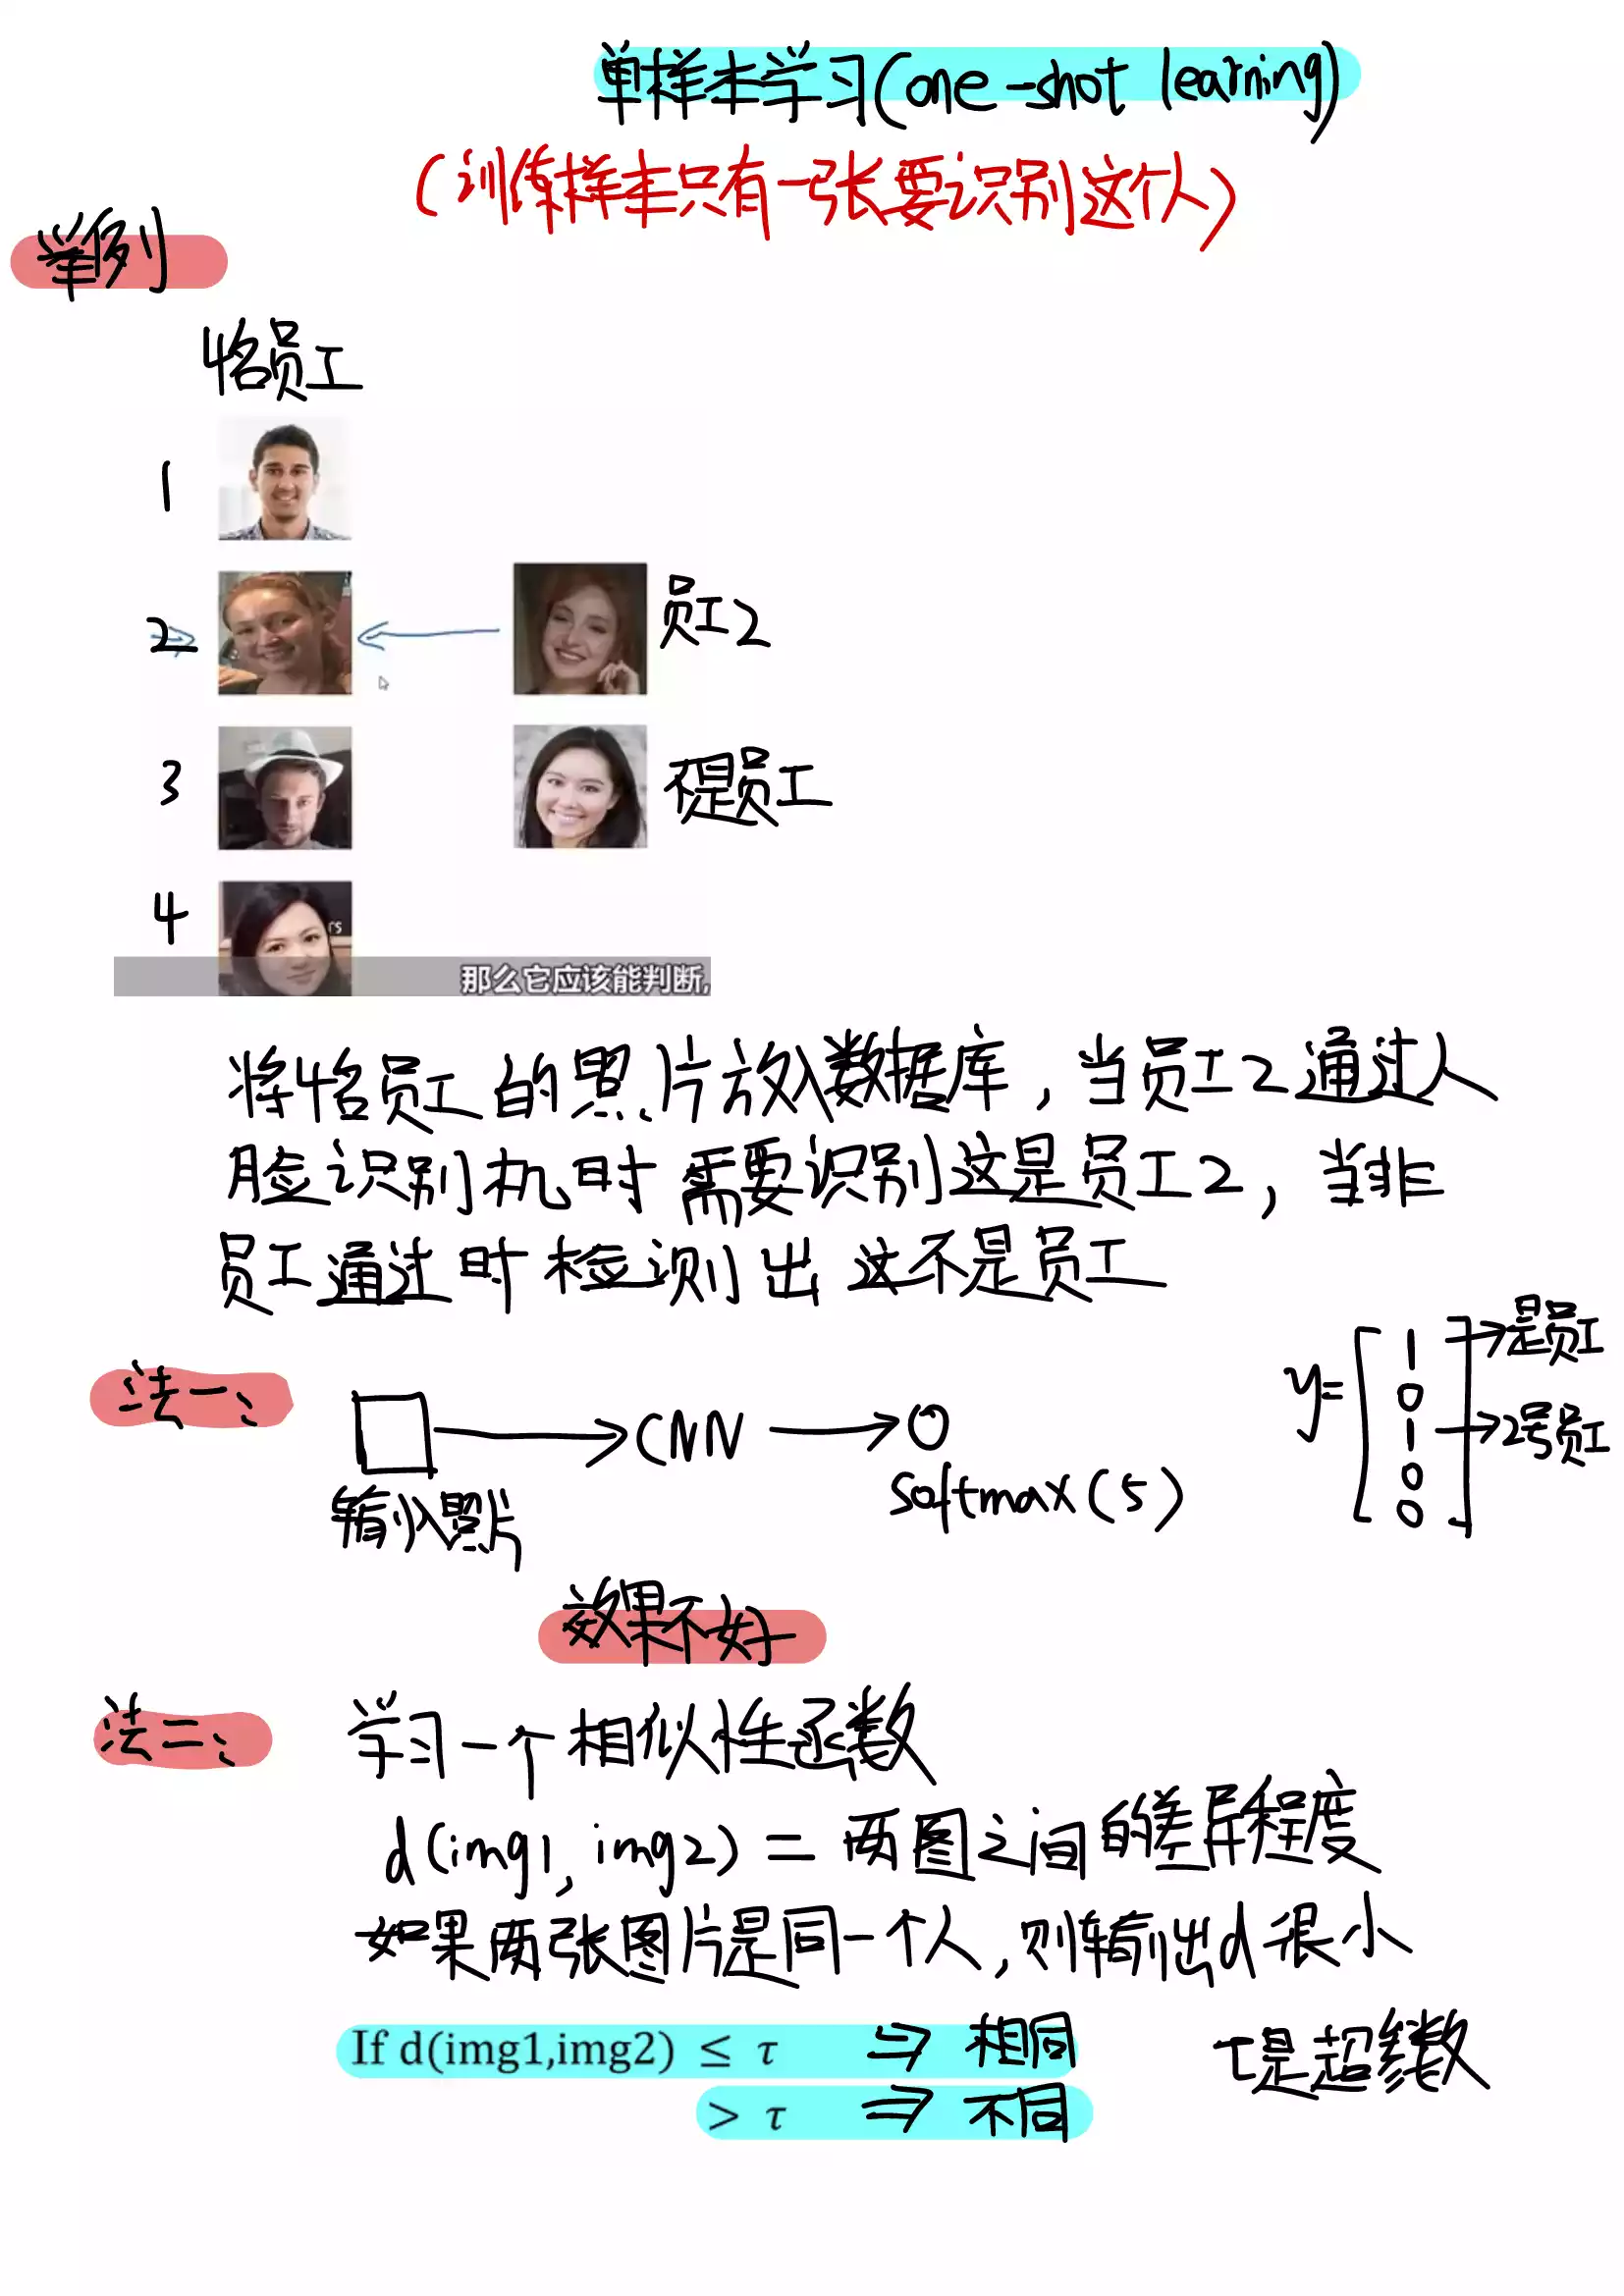 单样本学习(one-shot learning)
(训练样本只有一张要识别这个人)
举例
4名员工
1
2
员工2
3
不是员工
4
rs
那么它应该能判断,
将4名员工的照片放入数据库,当员工2通过人
脸识别机时需要识别这是员工2,当非
员工通过时检测出这不是员工
法一:
输入照片
CNN
softmax(5)
y=[1 0 1 0 0]
是员工
2号员工
效果不好
法二:
学习一个相似性函数
d(img1,img2)=两图之间的差异程度
如果两张图片是同一个人,则输出d很小
If d(img1,img2) ≤ τ ⇒ 相同
τ是超参数
> τ ⇒ 不同